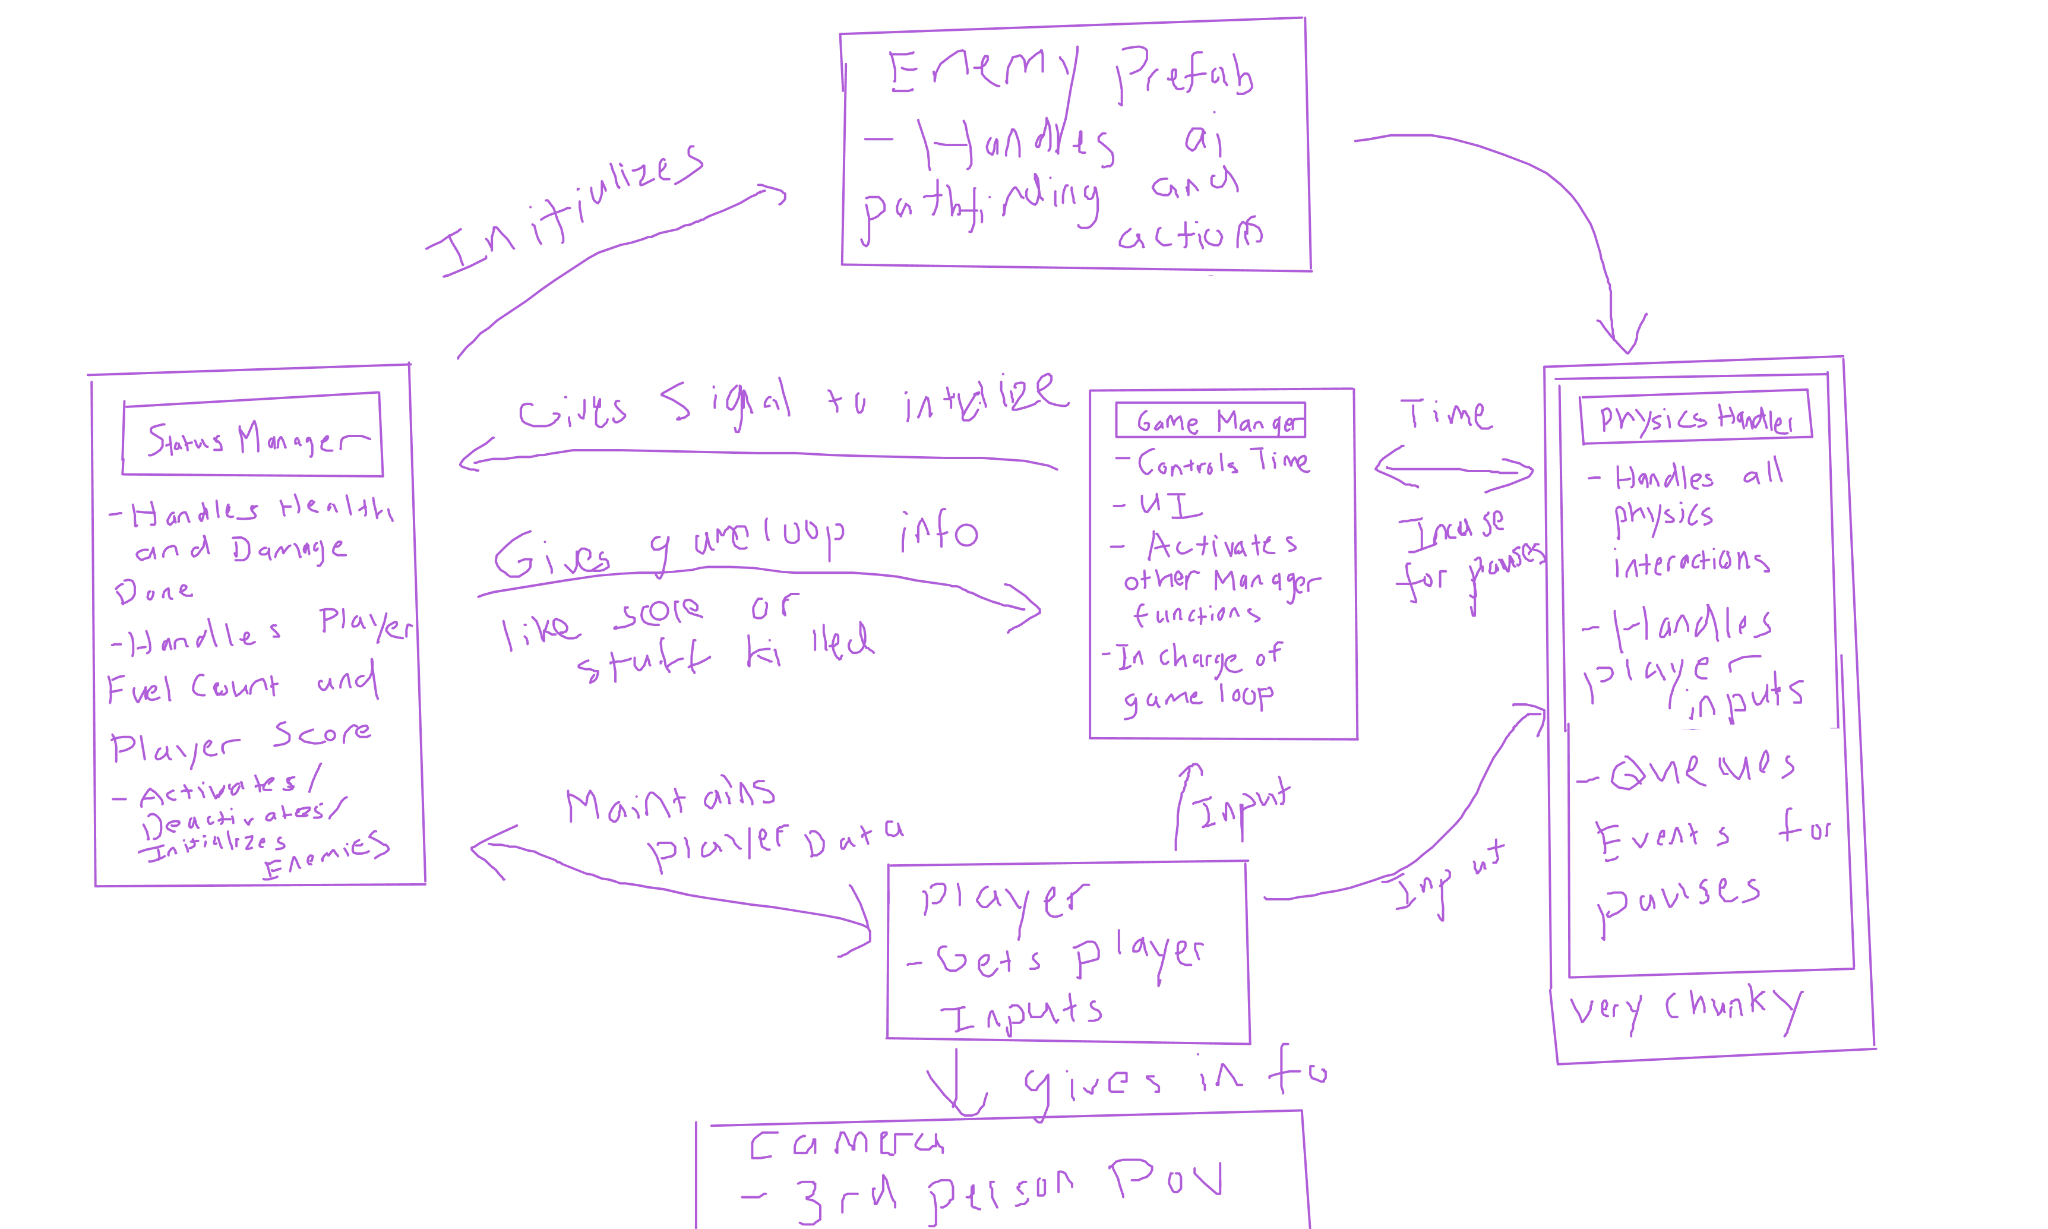 Enemy Prefab
- Handles ai
pathfinding and
actions
Initiulizes
Status Manager
- Handles Health
and Damage
Done
- Handles Player
Fuel Count and
Player Score
- Activates/
Deactivates/
Initializes
Enemies
Gives Signal to intilize
Gives gameloop info
like score or
stuff killed
Game Manager
- Controls Time
- UI
- Activates
other Manager
functions
- In charge of
game loop
Time
Incase
for pauses
Physics Handler
- Handles all
physics
interactions
- Handles
player
inputs
- Queues
Events for
pauses
very chunky
Maintains
player Data
Input
Input
player
- Gets player
Inputs
gives info
Camera
- 3rd person POV